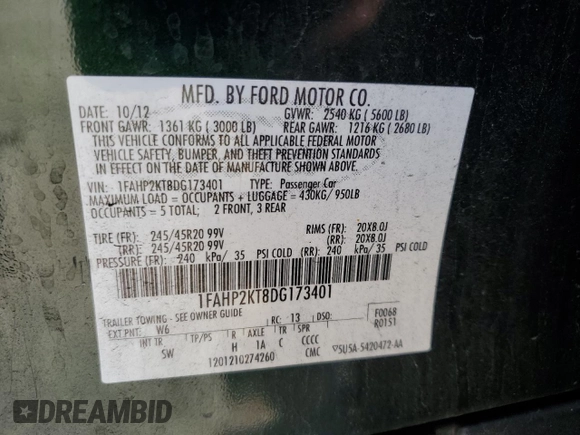 MFD. BY FORD MOTOR CO.
DATE: 10/12 GVWR: 2540 KG ( 5600 LB)
FRONT GAWR: 1361 KG ( 3000 LB) REAR GAWR: 1216 KG ( 2680 LB)
THIS VEHICLE CONFORMS TO ALL APPLICABLE FEDERAL MOTOR
VEHICLE SAFETY, BUMPER, AND THEFT PREVENTION STANDARDS
IN EFFECT ON THE DATE OF MANUFACTURE SHOWN ABOVE.
VIN: 1FAHP2KT8DG173401 TYPE: Passenger Car
MAXIMUM LOAD = OCCUPANTS + LUGGAGE = 430KG/ 950LB
OCCUPANTS = 5 TOTAL; 2 FRONT, 3 REAR
TIRE (FR): 245/45R20 99V RIMS (FR): 20X8.0J
(RR): 245/45R20 99V (RR): 20X8.0J
PRESSURE (FR): 240 kPa/ 35 PSI COLD (RR): 240 kPa/ 35 PSI COLD
1FAHP2KT8DG173401
TRAILER TOWING - SEE OWNER GUIDE RC: 13 DSO: F0068
EXT PNT: W6 R AXLE TR SPR R0151
INT TR H 1A C CCCC
SW 1201210274260 CMC 5U5A-5420472-AA
DREAMBID